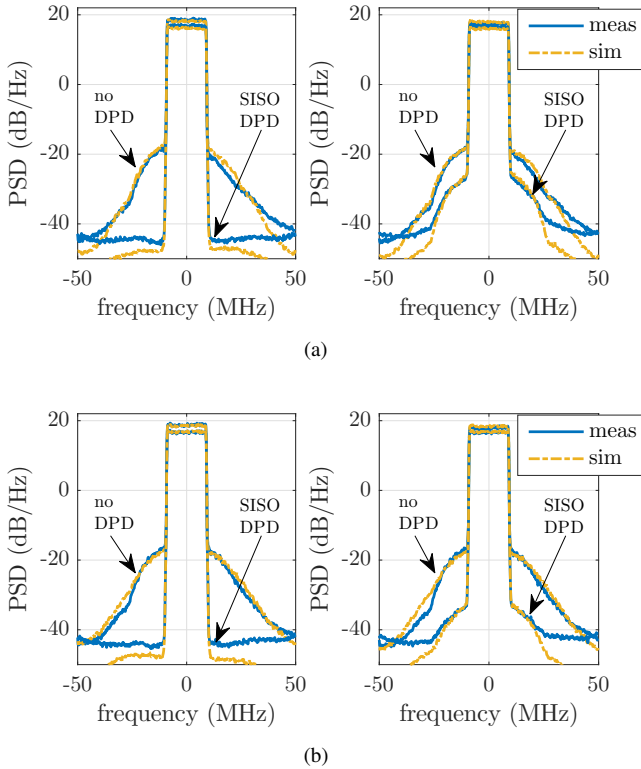 20
0
-20
-40
PSD (dB/Hz)
no
DPD
SISO
DPD
-50
0
50
frequency (MHz)
20
0
-20
-40
PSD (dB/Hz)
no
DPD
SISO
DPD
meas
sim
-50
0
50
frequency (MHz)
(a)
20
0
-20
-40
PSD (dB/Hz)
no
DPD
SISO
DPD
-50
0
50
frequency (MHz)
20
0
-20
-40
PSD (dB/Hz)
no
DPD
SISO
DPD
meas
sim
-50
0
50
frequency (MHz)
(b)